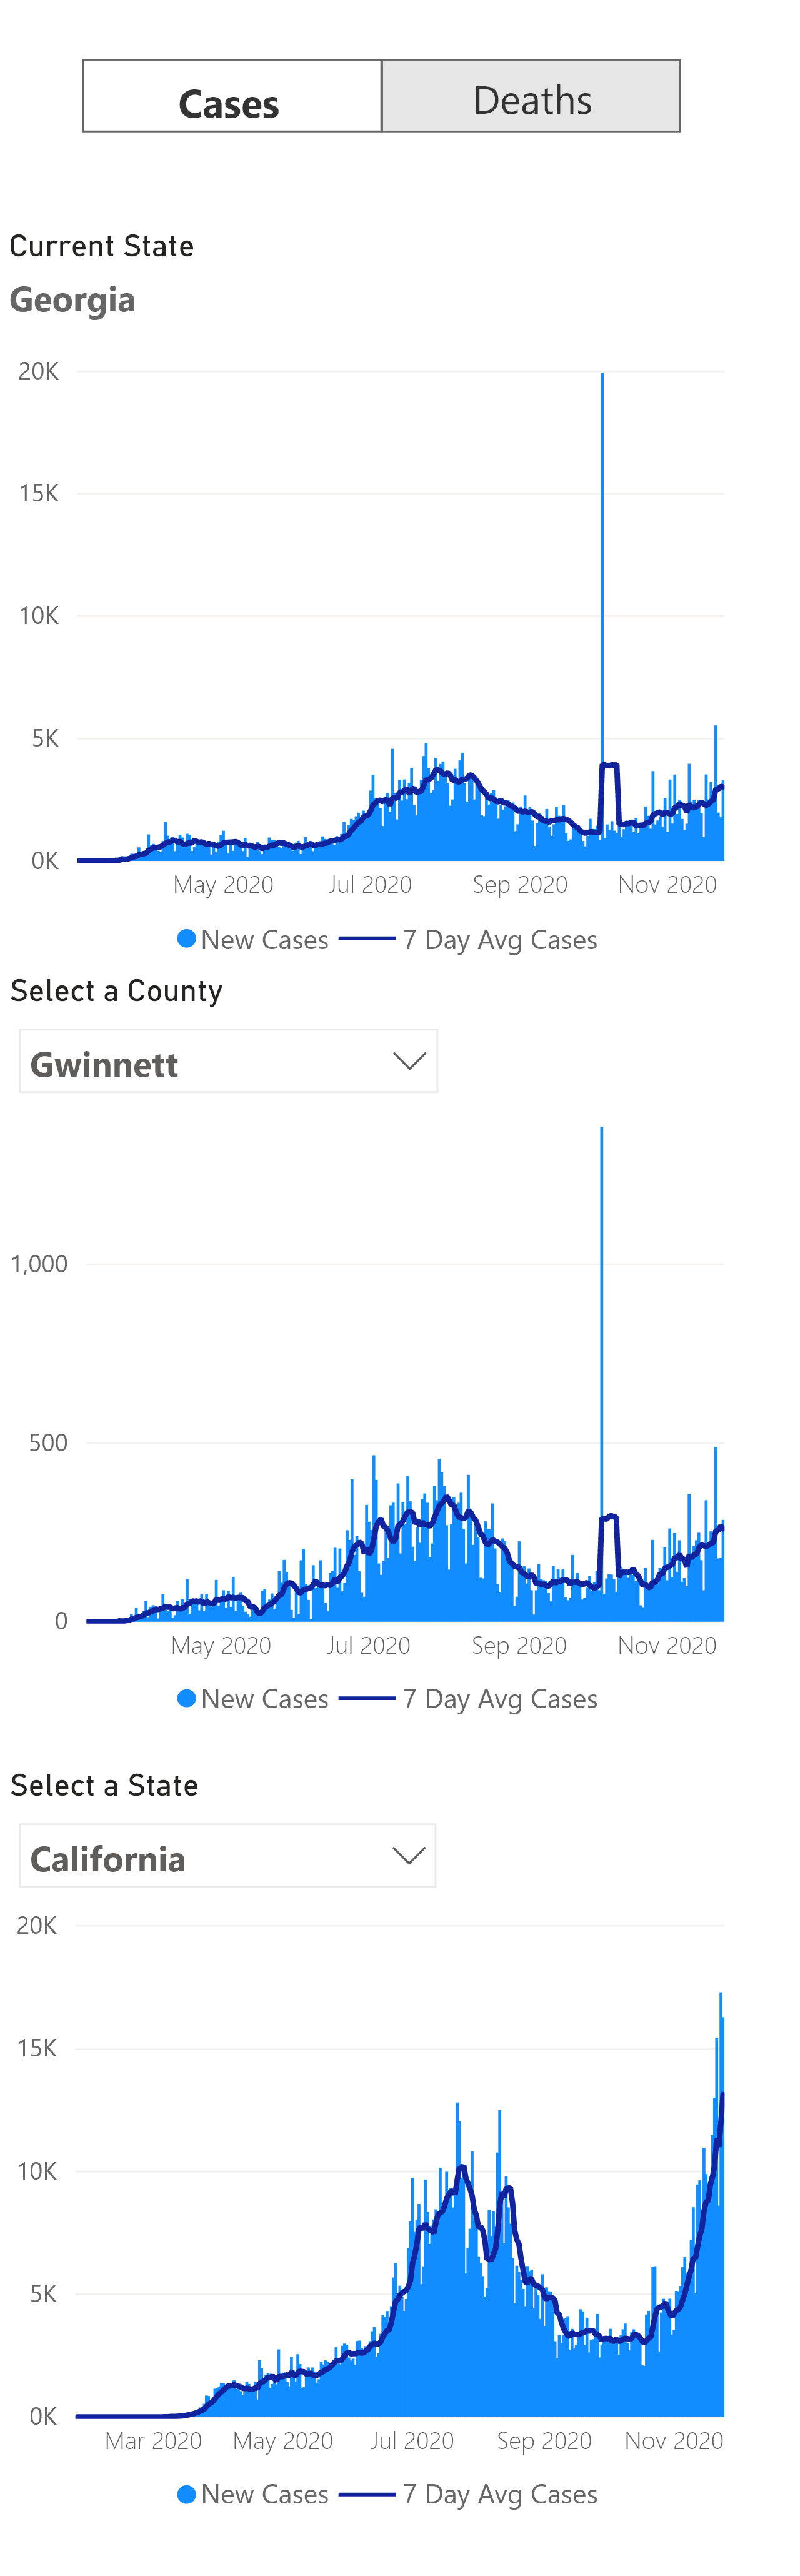 Cases Deaths
Current State
Georgia
20K
15K
10K
5K
0K
May 2020 Jul 2020 Sep 2020 Nov 2020
New Cases 7 Day Avg Cases
Select a County
Gwinnett
1,000
500
0
May 2020 Jul 2020 Sep 2020 Nov 2020
New Cases 7 Day Avg Cases
Select a State
California
20K
15K
10K
5K
0K
Mar 2020 May 2020 Jul 2020 Sep 2020 Nov 2020
New Cases 7 Day Avg Cases